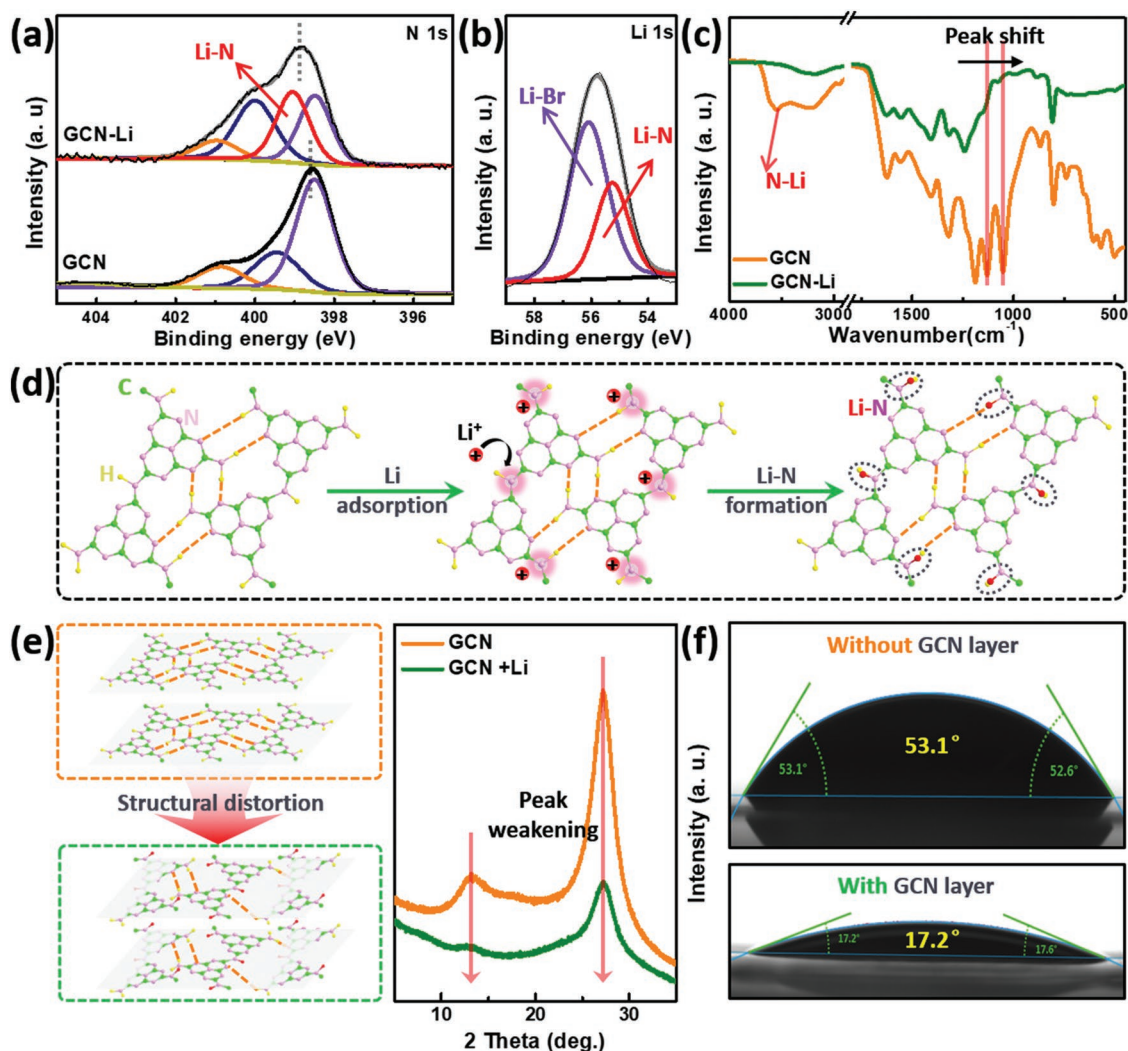 (a)
N 1s
Li-N
GCN-Li
GCN
Intensity (a. u)
404 402 400 398 396
Binding energy (eV)
(b)
Li 1s
Li-Br
Li-N
Intensity (a. u.)
58 56 54
Binding energy (eV)
(c)
Peak shift
N-Li
GCN
GCN-Li
Intensity (a. u.)
4000 3000 1500 1000 500
Wavenumber(cm-1)
(d)
C
N
H
Li
adsorption
Li+
+
+
+
+
+
+
Li-N
formation
Li-N
(e)
Structural distortion
GCN
GCN +Li
Peak
weakening
10 20 30
2 Theta (deg.)
Intensity (a. u.)
(f)
Without GCN layer
53.1°
53.1°
52.6°
With GCN layer
17.2°
17.2°
17.6°